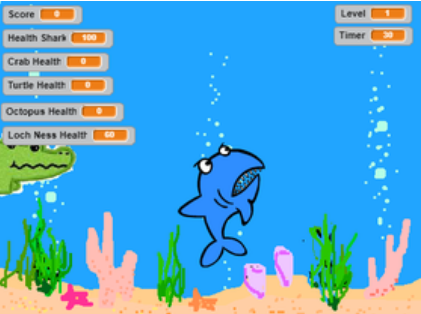 Score 0
Health Shark 100
Crab Health 0
Turtle Health 0
Octopus Health 0
Loch Ness Health 60
Level 1
Timer 30